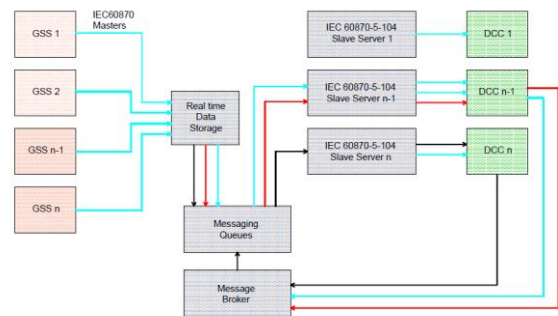 GSS 1
IEC60870
Masters
IEC 60870-5-104
Slave Server 1
DCC 1
GSS 2
Real time
Data
Storage
IEC 60870-5-104
Slave Server n-1
DCC n-1
GSS n-1
IEC 60870-5-104
Slave Server n
DCC n
GSS n
Messaging
Queues
Message
Broker